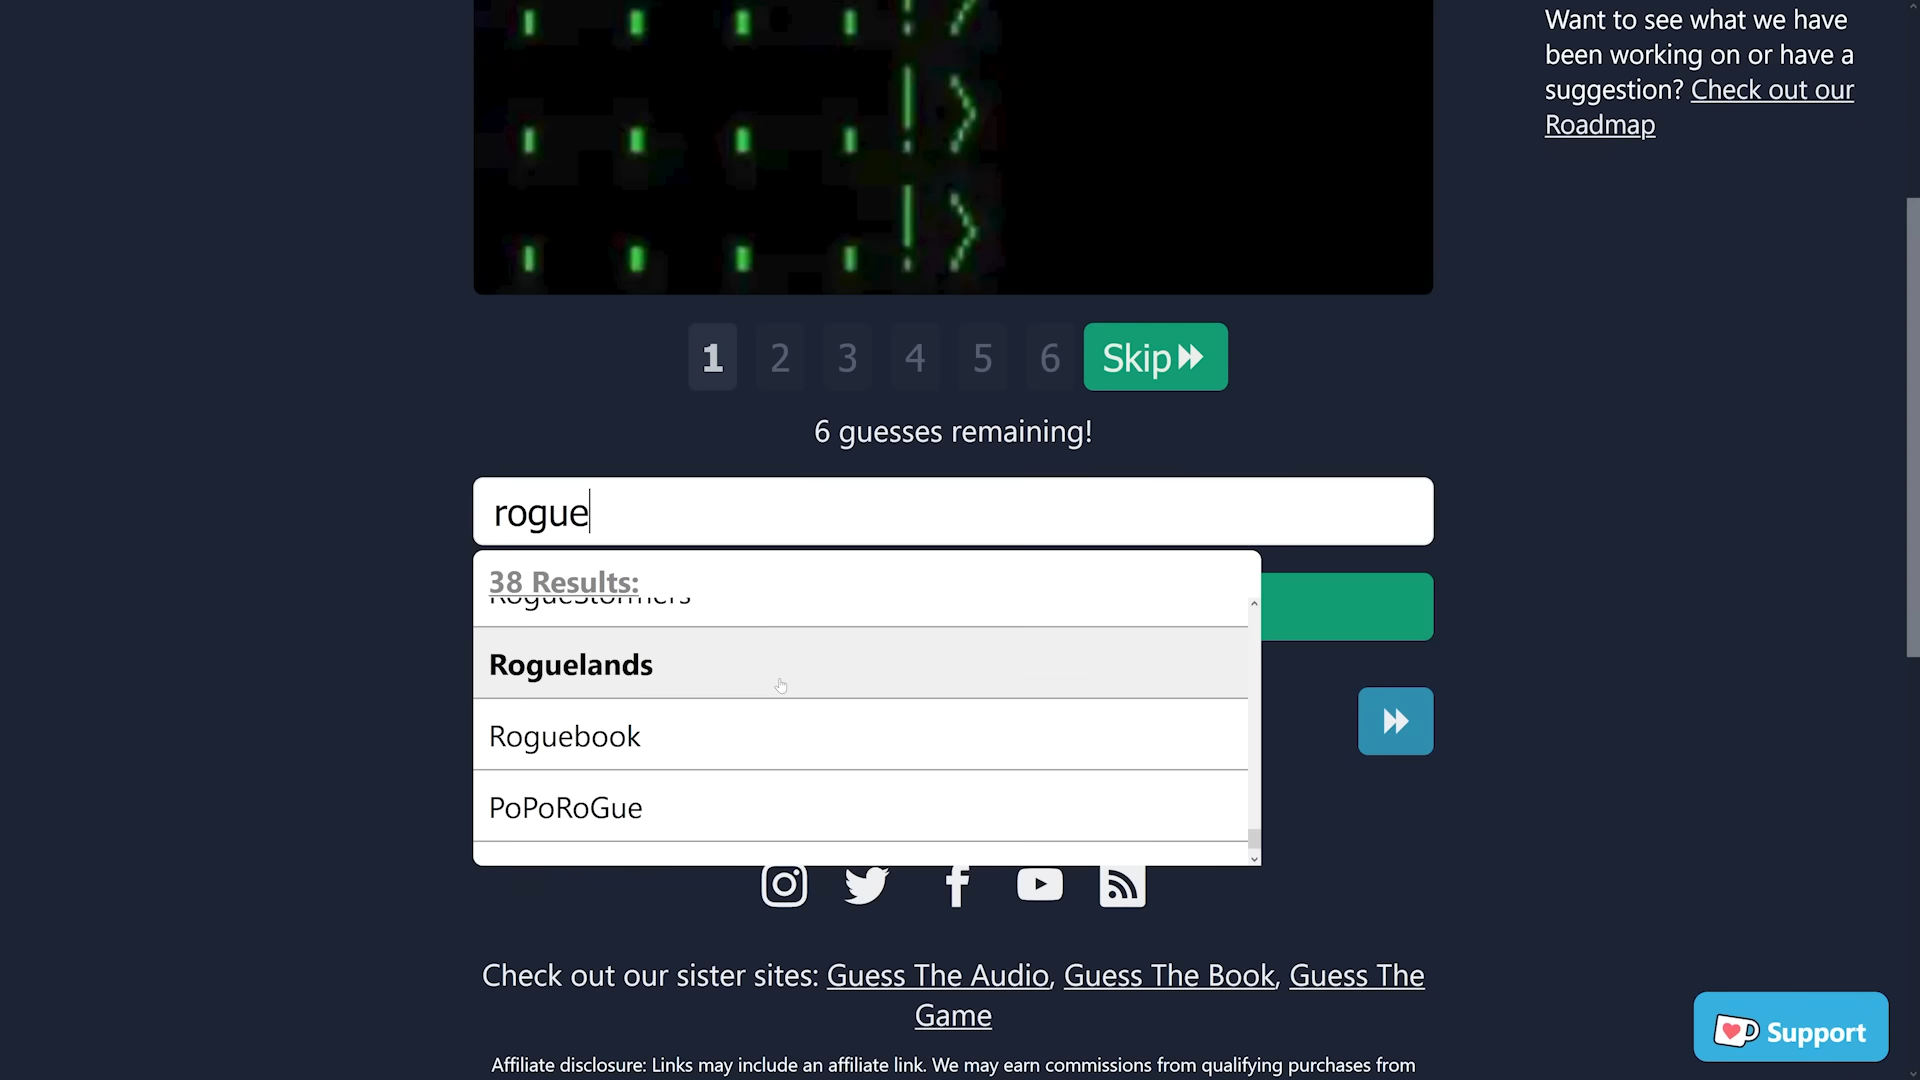 Want to see what we have
been working on or have a
suggestion? Check out our
Roadmap
1 2 3 4 5 6 Skip
6 guesses remaining!
rogue
38 Results:
RogueStormers
Roguelands
Roguebook
PoPoRoGue
Check out our sister sites: Guess The Audio, Guess The Book, Guess The
Game
Support
Affiliate disclosure: Links may include an affiliate link. We may earn commissions from qualifying purchases from